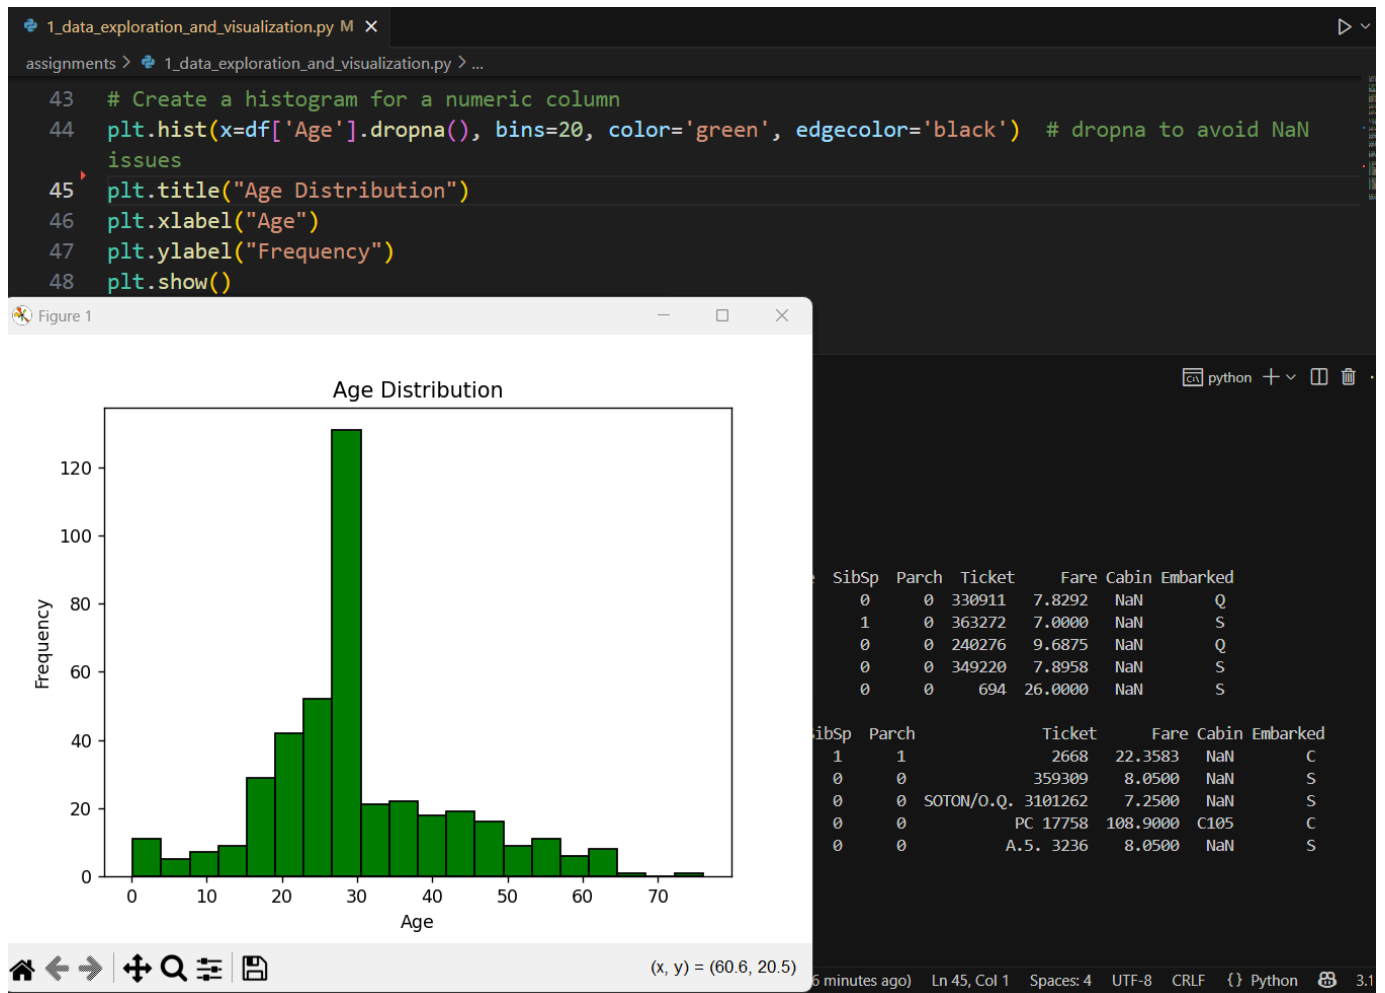 1_data_exploration_and_visualization.py M
assignments > 1_data_exploration_and_visualization.py > ...
43 # Create a histogram for a numeric column
44 plt.hist(x=df['Age'].dropna(), bins=20, color='green', edgecolor='black')  # dropna to avoid NaN
issues
45 plt.title("Age Distribution")
46 plt.xlabel("Age")
47 plt.ylabel("Frequency")
48 plt.show()
Figure 1
Age Distribution
120
100
80
60
40
20
0
Frequency
0 10 20 30 40 50 60 70
Age
(x, y) = (60.6, 20.5)
python
SibSp Parch Ticket Fare Cabin Embarked
0 0 330911 7.8292 NaN Q
1 0 363272 7.0000 NaN S
0 0 240276 9.6875 NaN Q
0 0 349220 7.8958 NaN S
0 0 694 26.0000 NaN S
ibSp Parch Ticket Fare Cabin Embarked
1 1 2668 22.3583 NaN C
0 0 359309 8.0500 NaN S
0 0 SOTON/O.Q. 3101262 7.2500 NaN S
0 0 PC 17758 108.9000 C105 C
0 0 A.5. 3236 8.0500 NaN S
6 minutes ago) Ln 45, Col 1 Spaces: 4 UTF-8 CRLF {} Python 3.1